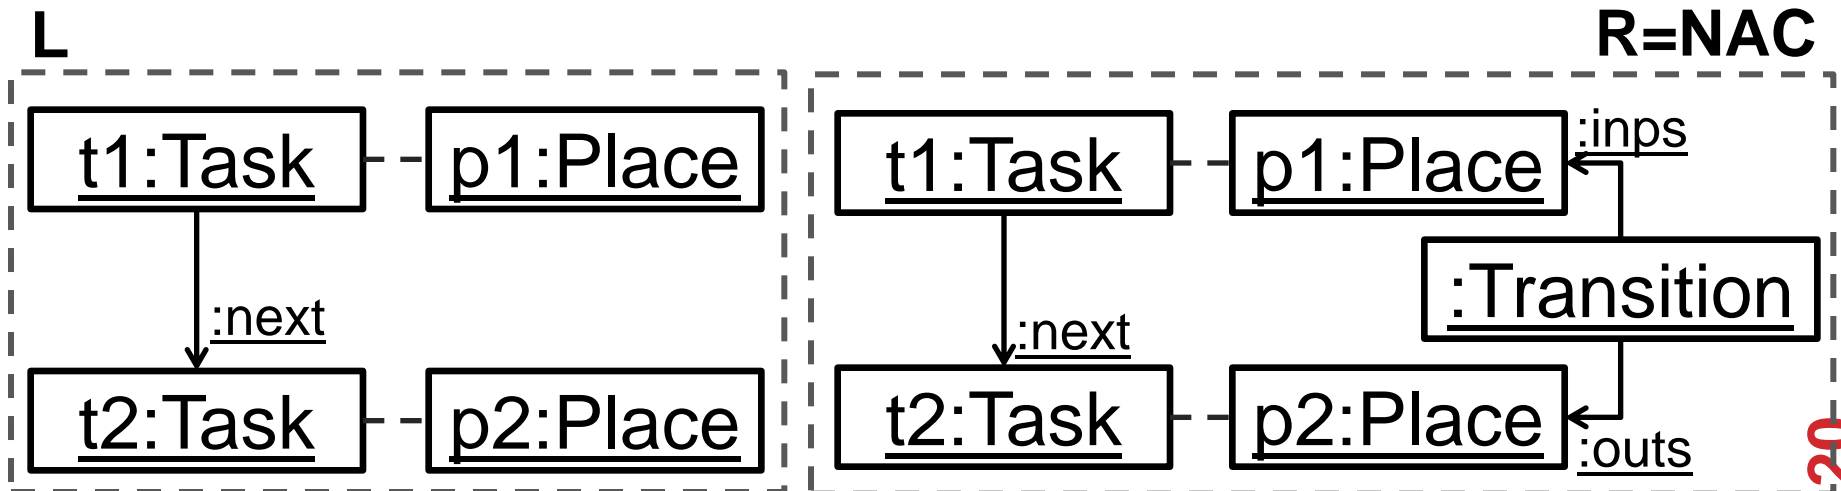 L
R=NAC
t1:Task
p1:Place
:next
t2:Task
p2:Place
t1:Task
p1:Place
:inps
:Transition
:next
t2:Task
p2:Place
:outs
20